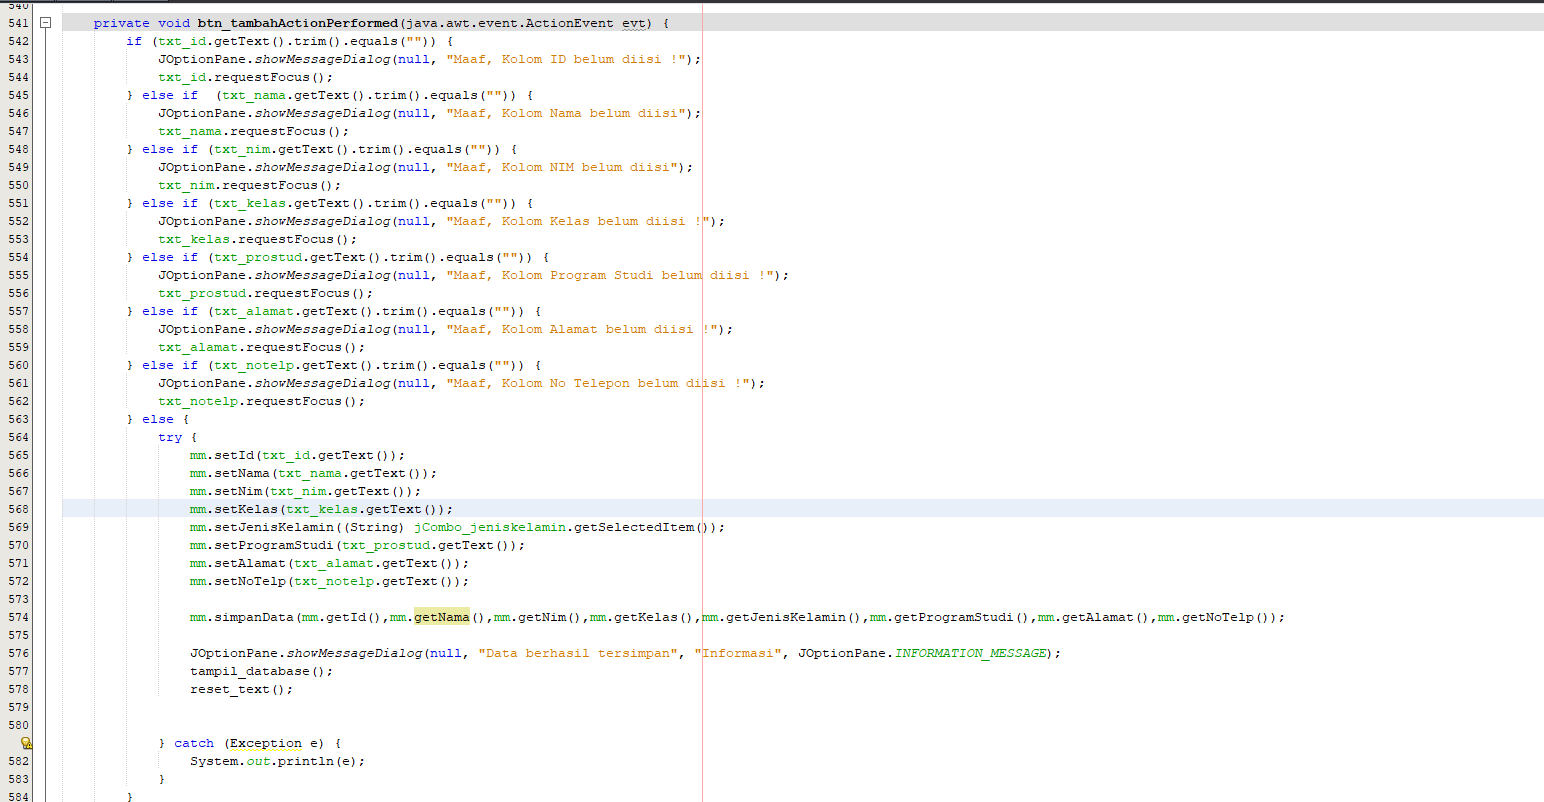 540
541 private void btn_tambahActionPerformed(java.awt.event.ActionEvent evt) {
542 if (txt_id.getText().trim().equals("")) {
543 JOptionPane.showMessageDialog(null, "Maaf, Kolom ID belum diisi !");
544 txt_id.requestFocus();
545 } else if  (txt_nama.getText().trim().equals("")) {
546 JOptionPane.showMessageDialog(null, "Maaf, Kolom Nama belum diisi");
547 txt_nama.requestFocus();
548 } else if (txt_nim.getText().trim().equals("")) {
549 JOptionPane.showMessageDialog(null, "Maaf, Kolom NIM belum diisi");
550 txt_nim.requestFocus();
551 } else if (txt_kelas.getText().trim().equals("")) {
552 JOptionPane.showMessageDialog(null, "Maaf, Kolom Kelas belum diisi !");
553 txt_kelas.requestFocus();
554 } else if (txt_prostud.getText().trim().equals("")) {
555 JOptionPane.showMessageDialog(null, "Maaf, Kolom Program Studi belum diisi !");
556 txt_prostud.requestFocus();
557 } else if (txt_alamat.getText().trim().equals("")) {
558 JOptionPane.showMessageDialog(null, "Maaf, Kolom Alamat belum diisi !");
559 txt_alamat.requestFocus();
560 } else if (txt_notelp.getText().trim().equals("")) {
561 JOptionPane.showMessageDialog(null, "Maaf, Kolom No Telepon belum diisi !");
562 txt_notelp.requestFocus();
563 } else {
564 try {
565 mm.setId(txt_id.getText());
566 mm.setNama(txt_nama.getText());
567 mm.setNim(txt_nim.getText());
568 mm.setKelas(txt_kelas.getText());
569 mm.setJenisKelamin((String) jCombo_jeniskelamin.getSelectedItem());
570 mm.setProgramStudi(txt_prostud.getText());
571 mm.setAlamat(txt_alamat.getText());
572 mm.setNoTelp(txt_notelp.getText());
573
574 mm.simpanData(mm.getId(),mm.getNama(),mm.getNim(),mm.getKelas(),mm.getJenisKelamin(),mm.getProgramStudi(),mm.getAlamat(),mm.getNoTelp());
575
576 JOptionPane.showMessageDialog(null, "Data berhasil tersimpan", "Informasi", JOptionPane.INFORMATION_MESSAGE);
577 tampil_database();
578 reset_text();
579
580
} catch (Exception e) {
582 System.out.println(e);
583 }
584 }